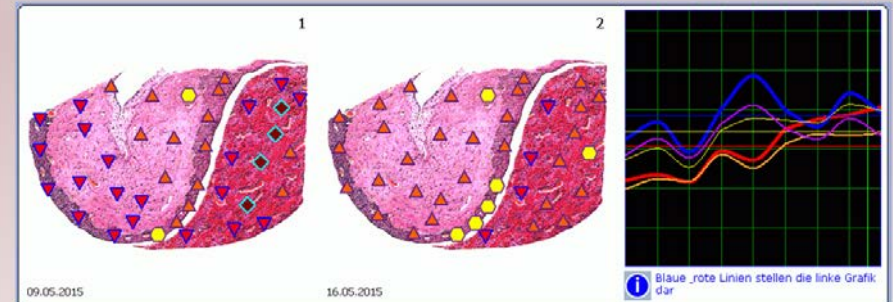 1
2
09.05.2015
16.05.2015
Blaue _rote Linien stellen die linke Grafik
dar